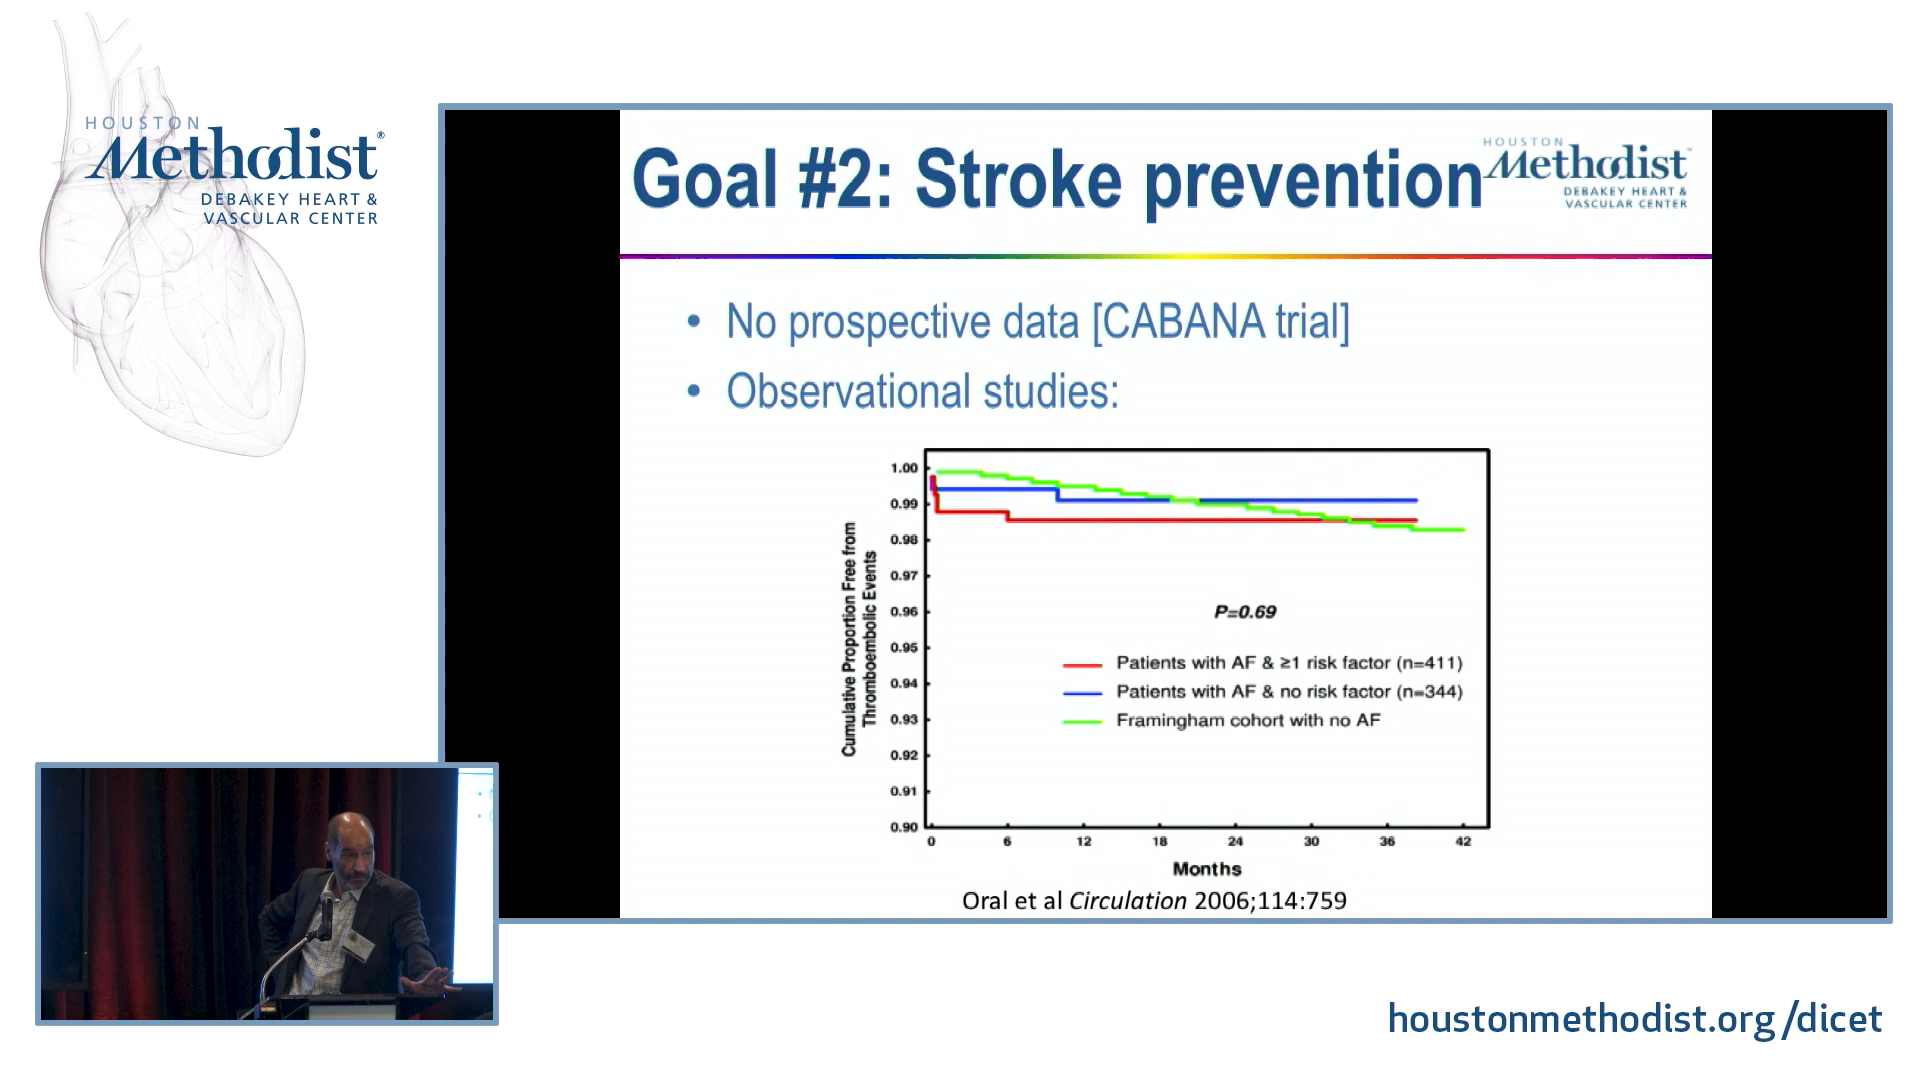 HOUSTON
Methodist®
DEBAKEY HEART &
VASCULAR CENTER
Goal #2: Stroke prevention
HOUSTON
Methodist
DEBAKEY HEART &
VASCULAR CENTER
• No prospective data [CABANA trial]
• Observational studies:
Cumulative Proportion Free from
Thromboembolic Events
1.00
0.99
0.98
0.97
0.96
0.95
0.94
0.93
0.92
0.91
0.90
P=0.69
Patients with AF & ≥1 risk factor (n=411)
Patients with AF & no risk factor (n=344)
Framingham cohort with no AF
0 6 12 18 24 30 36 42
Months
Oral et al Circulation 2006;114:759
houstonmethodist.org/dicet